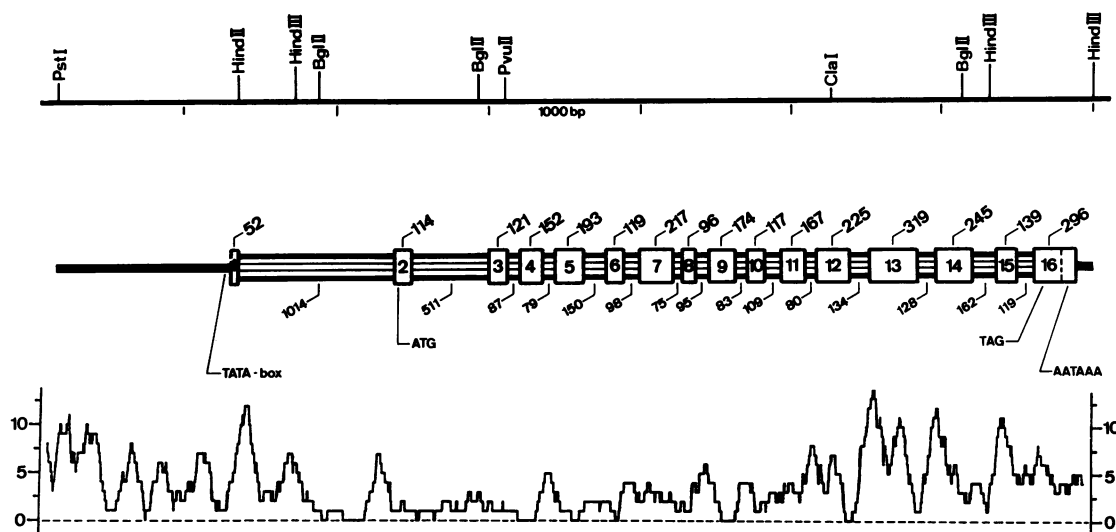 PstI HindII HindIII BglII BglII PvuII ClaI BglII HindIII HindIII
1000 bp
52 114 121 152 193 119 217 96 174 117 167 225 319 245 139 296
1 2 3 4 5 6 7 8 9 10 11 12 13 14 15 16
1014 511 87 79 150 98 75 95 83 109 80 134 128 162 119
ATG TAG
TATA-box AATAAA
10 10
5 5
0 0